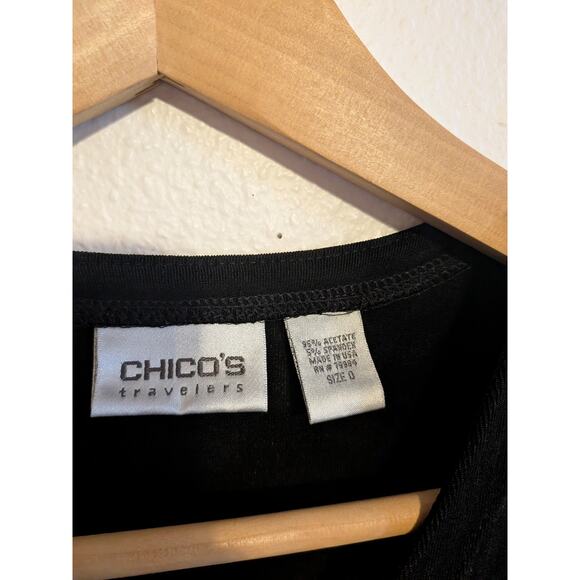 CHICO'S
travelers
95% ACETATE
5% SPANDEX
MADE IN USA
RN # 79984
SIZE 0